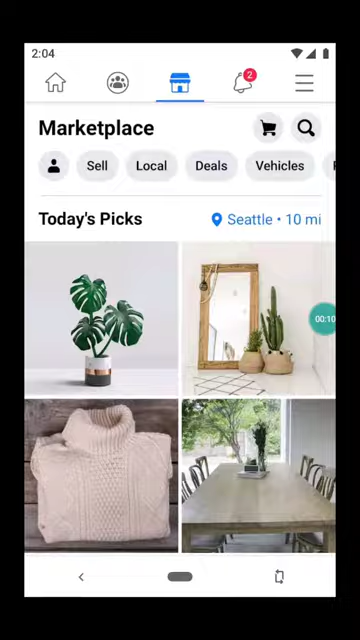 2:04
2
Marketplace
Sell
Local
Deals
Vehicles
Today's Picks
Seattle • 10 mi
00:10